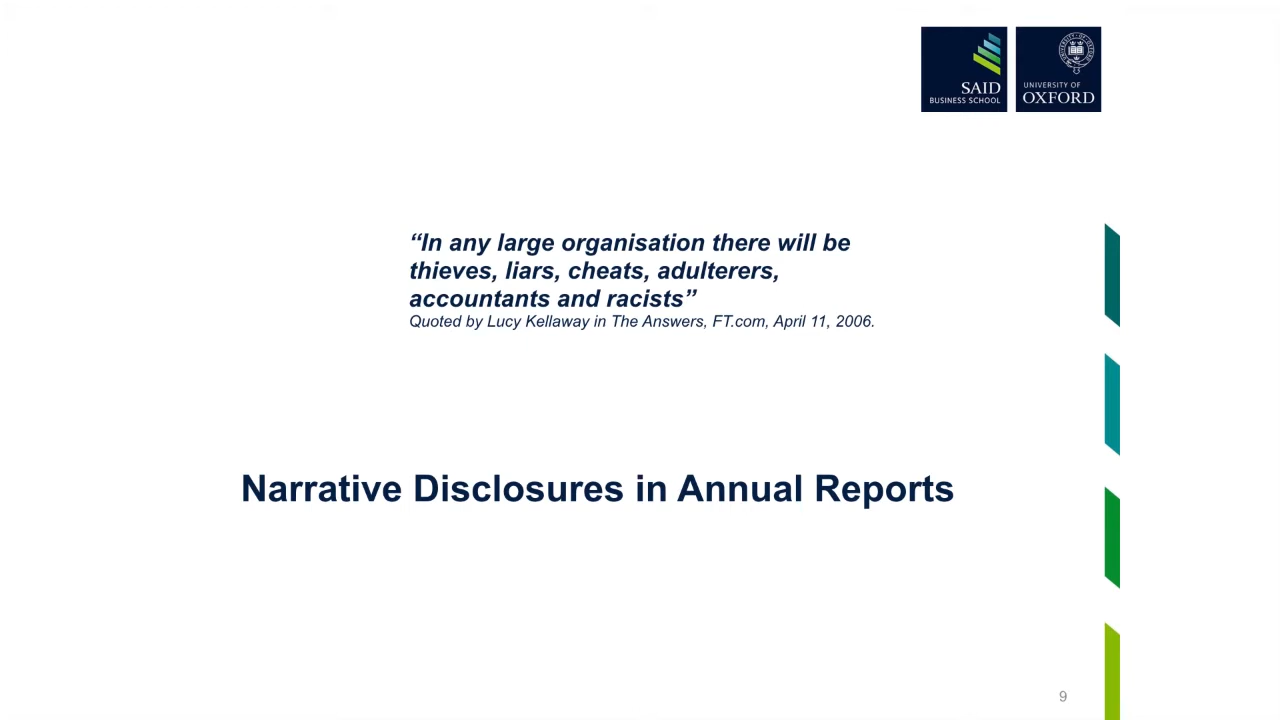 SAID
BUSINESS SCHOOL
UNIVERSITY OF
OXFORD
“In any large organisation there will be
thieves, liars, cheats, adulterers,
accountants and racists”
Quoted by Lucy Kellaway in The Answers, FT.com, April 11, 2006.
Narrative Disclosures in Annual Reports
9